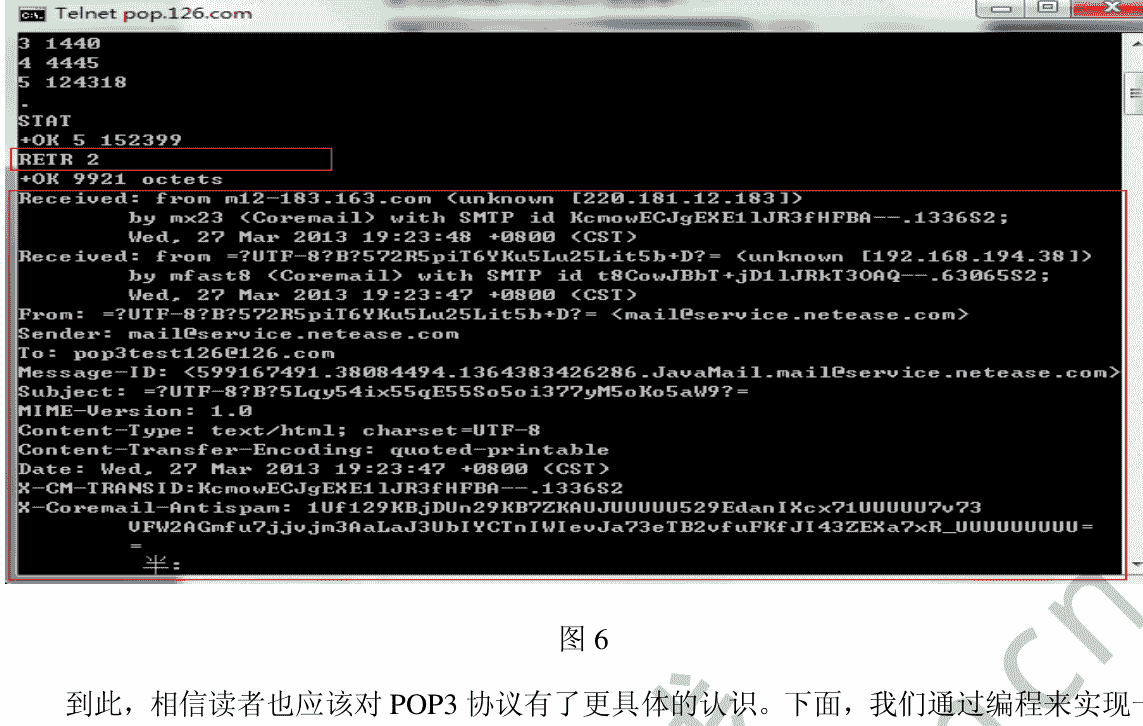 Telnet pop.126.com
3 1440
4 4445
5 124318
.
STAT
+OK 5 152399
RETR 2
+OK 9921 octets
Received: from m12-183.163.com (unknown [220.181.12.183])
by mx23 (Coremail) with SMTP id KcmowECJgEXE1lJR3fHFBA--.1336S2;
Wed, 27 Mar 2013 19:23:48 +0800 (CST)
Received: from =?UTF-8?B?572R5piT6YKu5Lu25Lit5b+D?= (unknown [192.168.194.38])
by mfast8 (Coremail) with SMTP id t8CowJBbT+jD1lJRkT3OAQ--.63065S2;
Wed, 27 Mar 2013 19:23:47 +0800 (CST)
From: =?UTF-8?B?572R5piT6YKu5Lu25Lit5b+D?= <mail@service.netease.com>
Sender: mail@service.netease.com
To: pop3test126@126.com
Message-ID: <599167491.38084494.1364383426286.JavaMail.mail@service.netease.com>
Subject: =?UTF-8?B?5Lqy54ix55qE55So5oi377yM5oKo5aW9?=
MIME-Version: 1.0
Content-Type: text/html; charset=UTF-8
Content-Transfer-Encoding: quoted-printable
Date: Wed, 27 Mar 2013 19:23:47 +0800 (CST)
X-CM-TRANSID:KcmowECJgEXE1lJR3fHFBA--.1336S2
X-Coremail-Antispam: 1Uf129KBjDUn29KB7ZKAUJUUUUU529EdanIXcx71UUUUU7v73
VFW2AGmfu7jjvjm3AaLaJ3UbIYCTnIWIevJa73eTB2vfuFKfJI43ZEXa7xR_UUUUUUUUU=
=
半:
图 6
到此，相信读者也应该对 POP3 协议有了更具体的认识。下面，我们通过编程来实现一